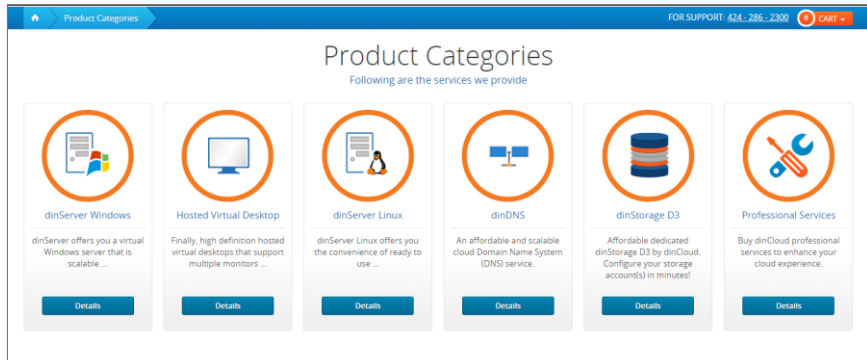 Product Categories
FOR SUPPORT: 424 - 286 - 2300
0 CART
Product Categories
Following are the services we provide
dinServer Windows
dinServer offers you a virtual
Windows server that is
scalable ...
Details
Hosted Virtual Desktop
Finally, high definition hosted
virtual desktops that support
multiple monitors ...
Details
dinServer Linux
dinServer Linux offers you
the convenience of ready to
use ...
Details
dinDNS
An affordable and scalable
cloud Domain Name System
(DNS) service.
Details
dinStorage D3
Affordable dedicated
dinStorage D3 by dinCloud.
Configure your storage
account(s) in minutes!
Details
Professional Services
Buy dinCloud professional
services to enhance your
cloud experience.
Details